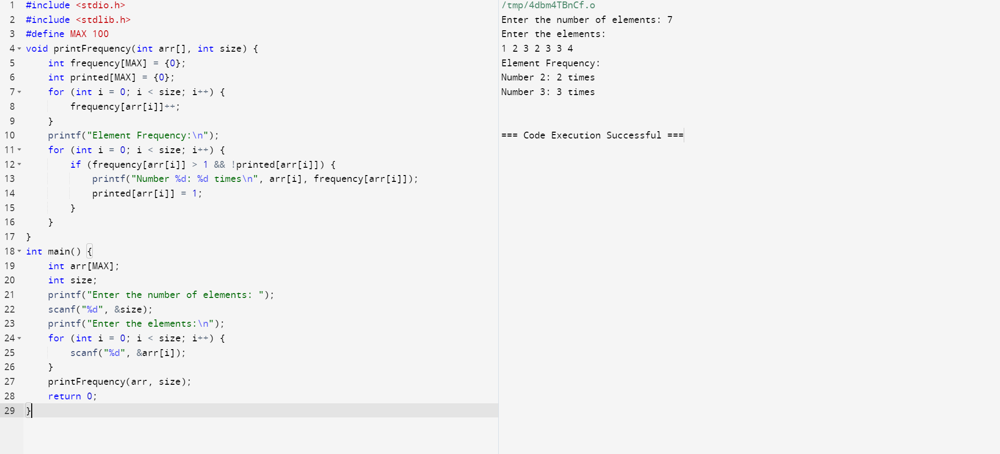 1 #include <stdio.h>
2 #include <stdlib.h>
3 #define MAX 100
4 void printFrequency(int arr[], int size) {
5     int frequency[MAX] = {0};
6     int printed[MAX] = {0};
7     for (int i = 0; i < size; i++) {
8         frequency[arr[i]]++;
9     }
10     printf("Element Frequency:\n");
11     for (int i = 0; i < size; i++) {
12         if (frequency[arr[i]] > 1 && !printed[arr[i]]) {
13             printf("Number %d: %d times\n", arr[i], frequency[arr[i]]);
14             printed[arr[i]] = 1;
15         }
16     }
17 }
18 int main() {
19     int arr[MAX];
20     int size;
21     printf("Enter the number of elements: ");
22     scanf("%d", &size);
23     printf("Enter the elements:\n");
24     for (int i = 0; i < size; i++) {
25         scanf("%d", &arr[i]);
26     }
27     printFrequency(arr, size);
28     return 0;
29 }
/tmp/4dbm4TBnCf.o
Enter the number of elements: 7
Enter the elements:
1 2 3 2 3 3 4
Element Frequency:
Number 2: 2 times
Number 3: 3 times
=== Code Execution Successful ===